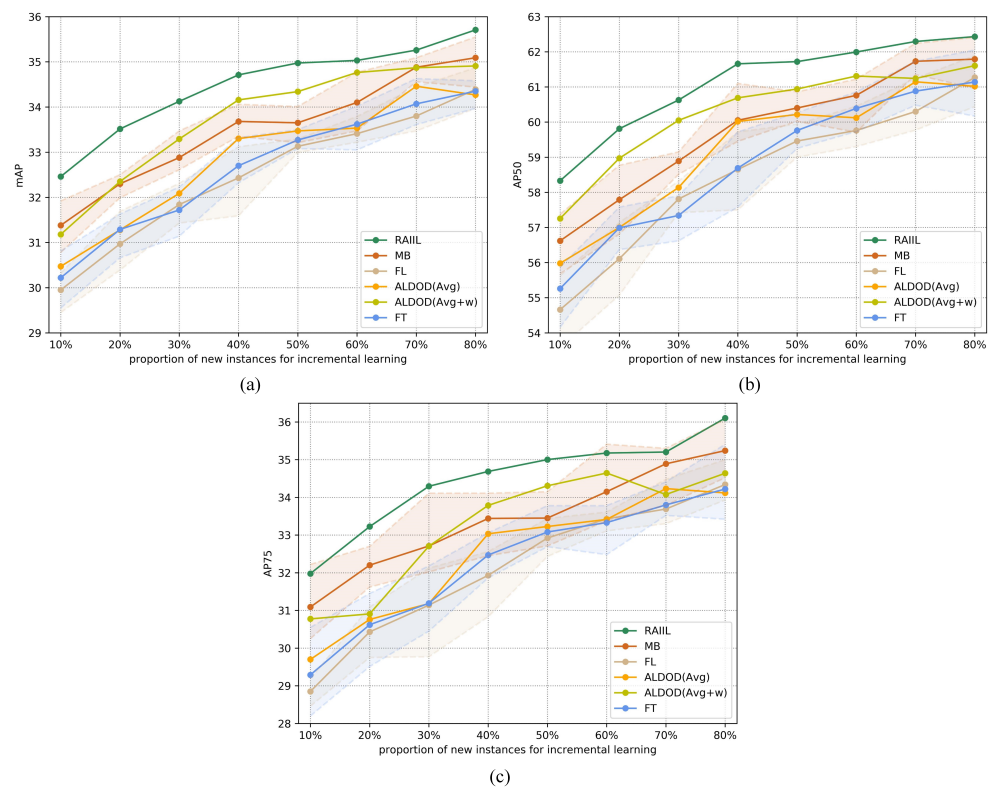 36
35
34
33
32
31
30
29
mAP
10% 20% 30% 40% 50% 60% 70% 80%
proportion of new instances for incremental learning
RAIIL
MB
FL
ALDOD(Avg)
ALDOD(Avg+w)
FT
(a)
63
62
61
60
59
58
57
56
55
54
AP50
10% 20% 30% 40% 50% 60% 70% 80%
proportion of new instances for incremental learning
RAIIL
MB
FL
ALDOD(Avg)
ALDOD(Avg+w)
FT
(b)
36
35
34
33
32
31
30
29
28
AP75
10% 20% 30% 40% 50% 60% 70% 80%
proportion of new instances for incremental learning
RAIIL
MB
FL
ALDOD(Avg)
ALDOD(Avg+w)
FT
(c)